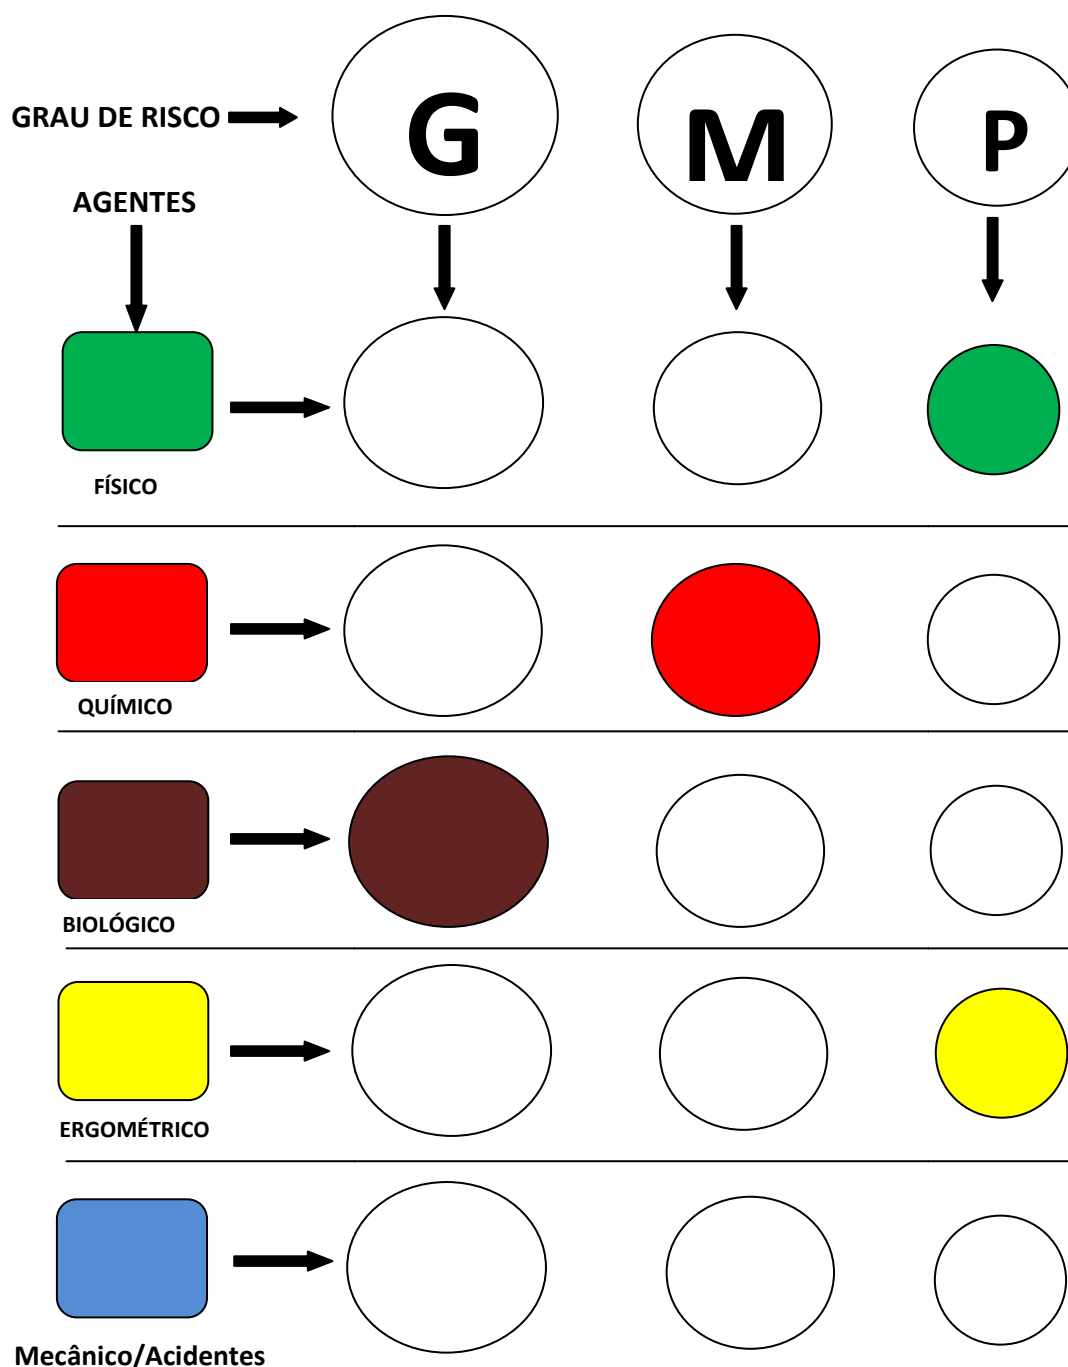 GRAU DE RISCO
G
M
P
AGENTES
FÍSICO
QUÍMICO
BIOLÓGICO
ERGOMÉTRICO
Mecânico/Acidentes